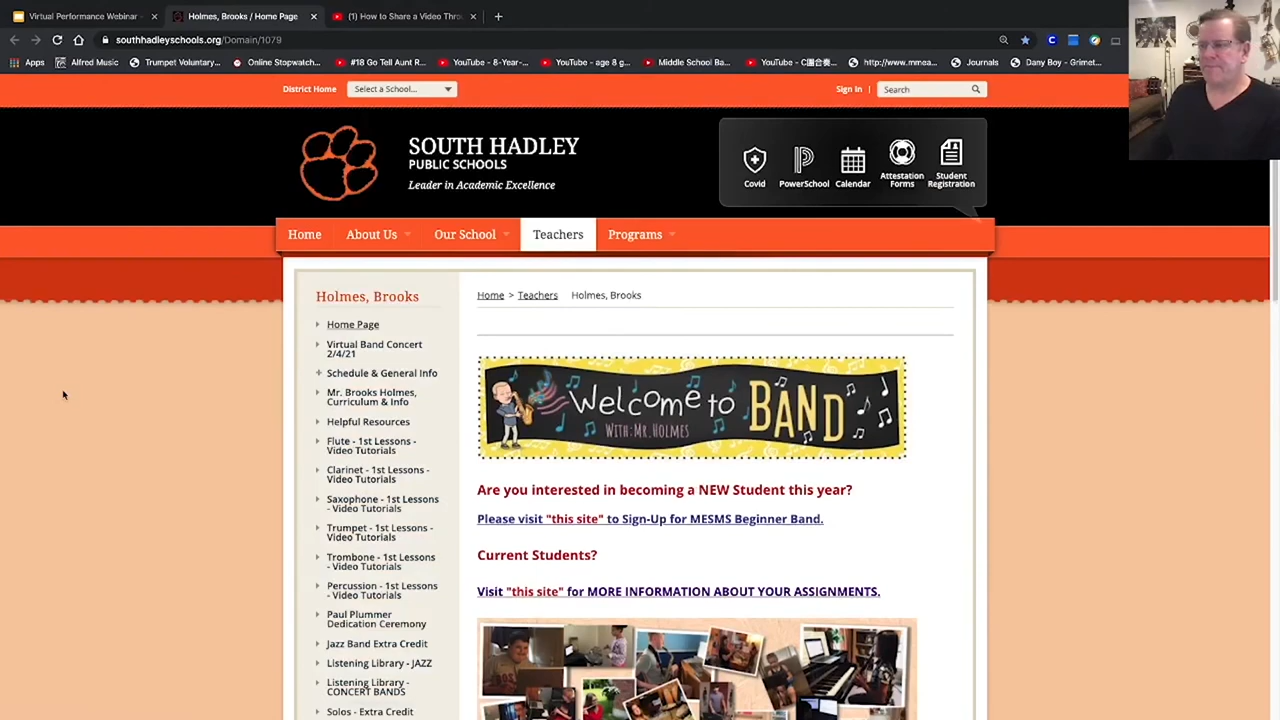 Virtual Performance Webinar
Holmes, Brooks / Home Page
(1) How to Share a Video Thro
southhadleyschools.org/Domain/1079
Apps
Alfred Music
Trumpet Voluntary...
Online Stopwatch...
#18 Go Tell Aunt R...
YouTube - 8-Year-...
YouTube - age 8 g...
Middle School Ba...
YouTube - C
http://www.mmea...
Journals
Dany Boy - Grimet...
District Home
Select a School...
Sign In
Search
SOUTH HADLEY
PUBLIC SCHOOLS
Leader in Academic Excellence
Covid
PowerSchool
Calendar
Attestation
Forms
Student
Registration
Home
About Us
Our School
Teachers
Programs
Holmes, Brooks
Home Page
Virtual Band Concert
2/4/21
Schedule & General Info
Mr. Brooks Holmes,
Curriculum & Info
Helpful Resources
Flute - 1st Lessons -
Video Tutorials
Clarinet - 1st Lessons -
Video Tutorials
Saxophone - 1st Lessons
- Video Tutorials
Trumpet - 1st Lessons -
Video Tutorials
Trombone - 1st Lessons
- Video Tutorials
Percussion - 1st Lessons
- Video Tutorials
Paul Plummer
Dedication Ceremony
Jazz Band Extra Credit
Listening Library - JAZZ
Listening Library -
CONCERT BANDS
Solos - Extra Credit
Home > Teachers Holmes, Brooks
Welcome to BAND
WITH: MR. HOLMES
Are you interested in becoming a NEW Student this year?
Please visit "this site" to Sign-Up for MESMS Beginner Band.
Current Students?
Visit "this site" for MORE INFORMATION ABOUT YOUR ASSIGNMENTS.